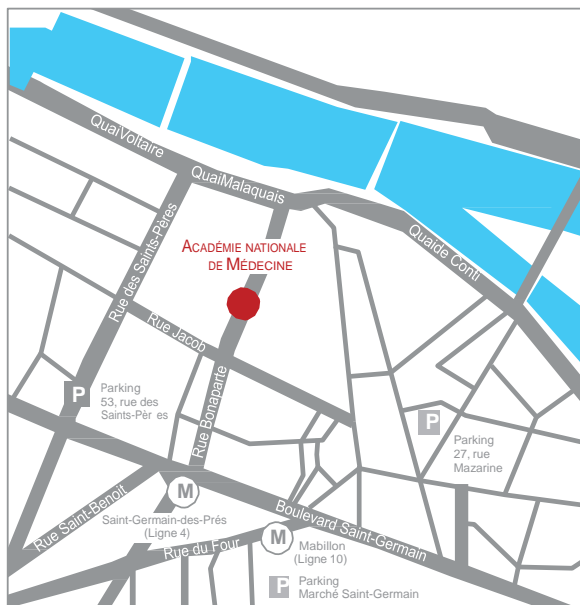 QuaiVoltaire
QuaiMalaquais
Quaide Conti
ACADÉMIE NATIONALE
DE MÉDECINE
Rue des Saints-Pères
Rue Jacob
Rue Bonaparte
P
Parking
53, rue des
Saints-Pèr es
P
Parking
27, rue
Mazarine
M
Saint-Germain-des-Prés
(Ligne 4)
Rue Saint-Benoit
Boulevard Saint-Germain
Rue du Four
M
Mabillon
(Ligne 10)
P
Parking
Marché Saint-Germain